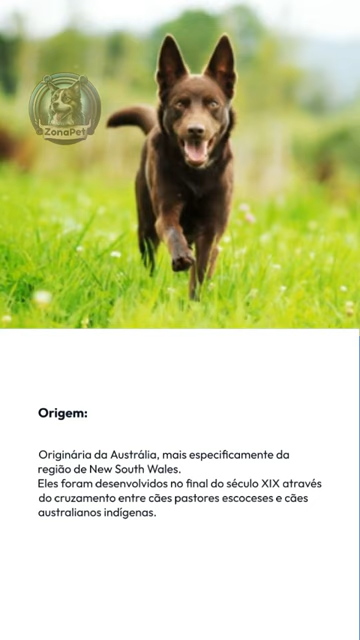 ZonaPet
Origem:
Originária da Austrália, mais especificamente da
região de New South Wales.
Eles foram desenvolvidos no final do século XIX através
do cruzamento entre cães pastores escoceses e cães
australianos indígenas.